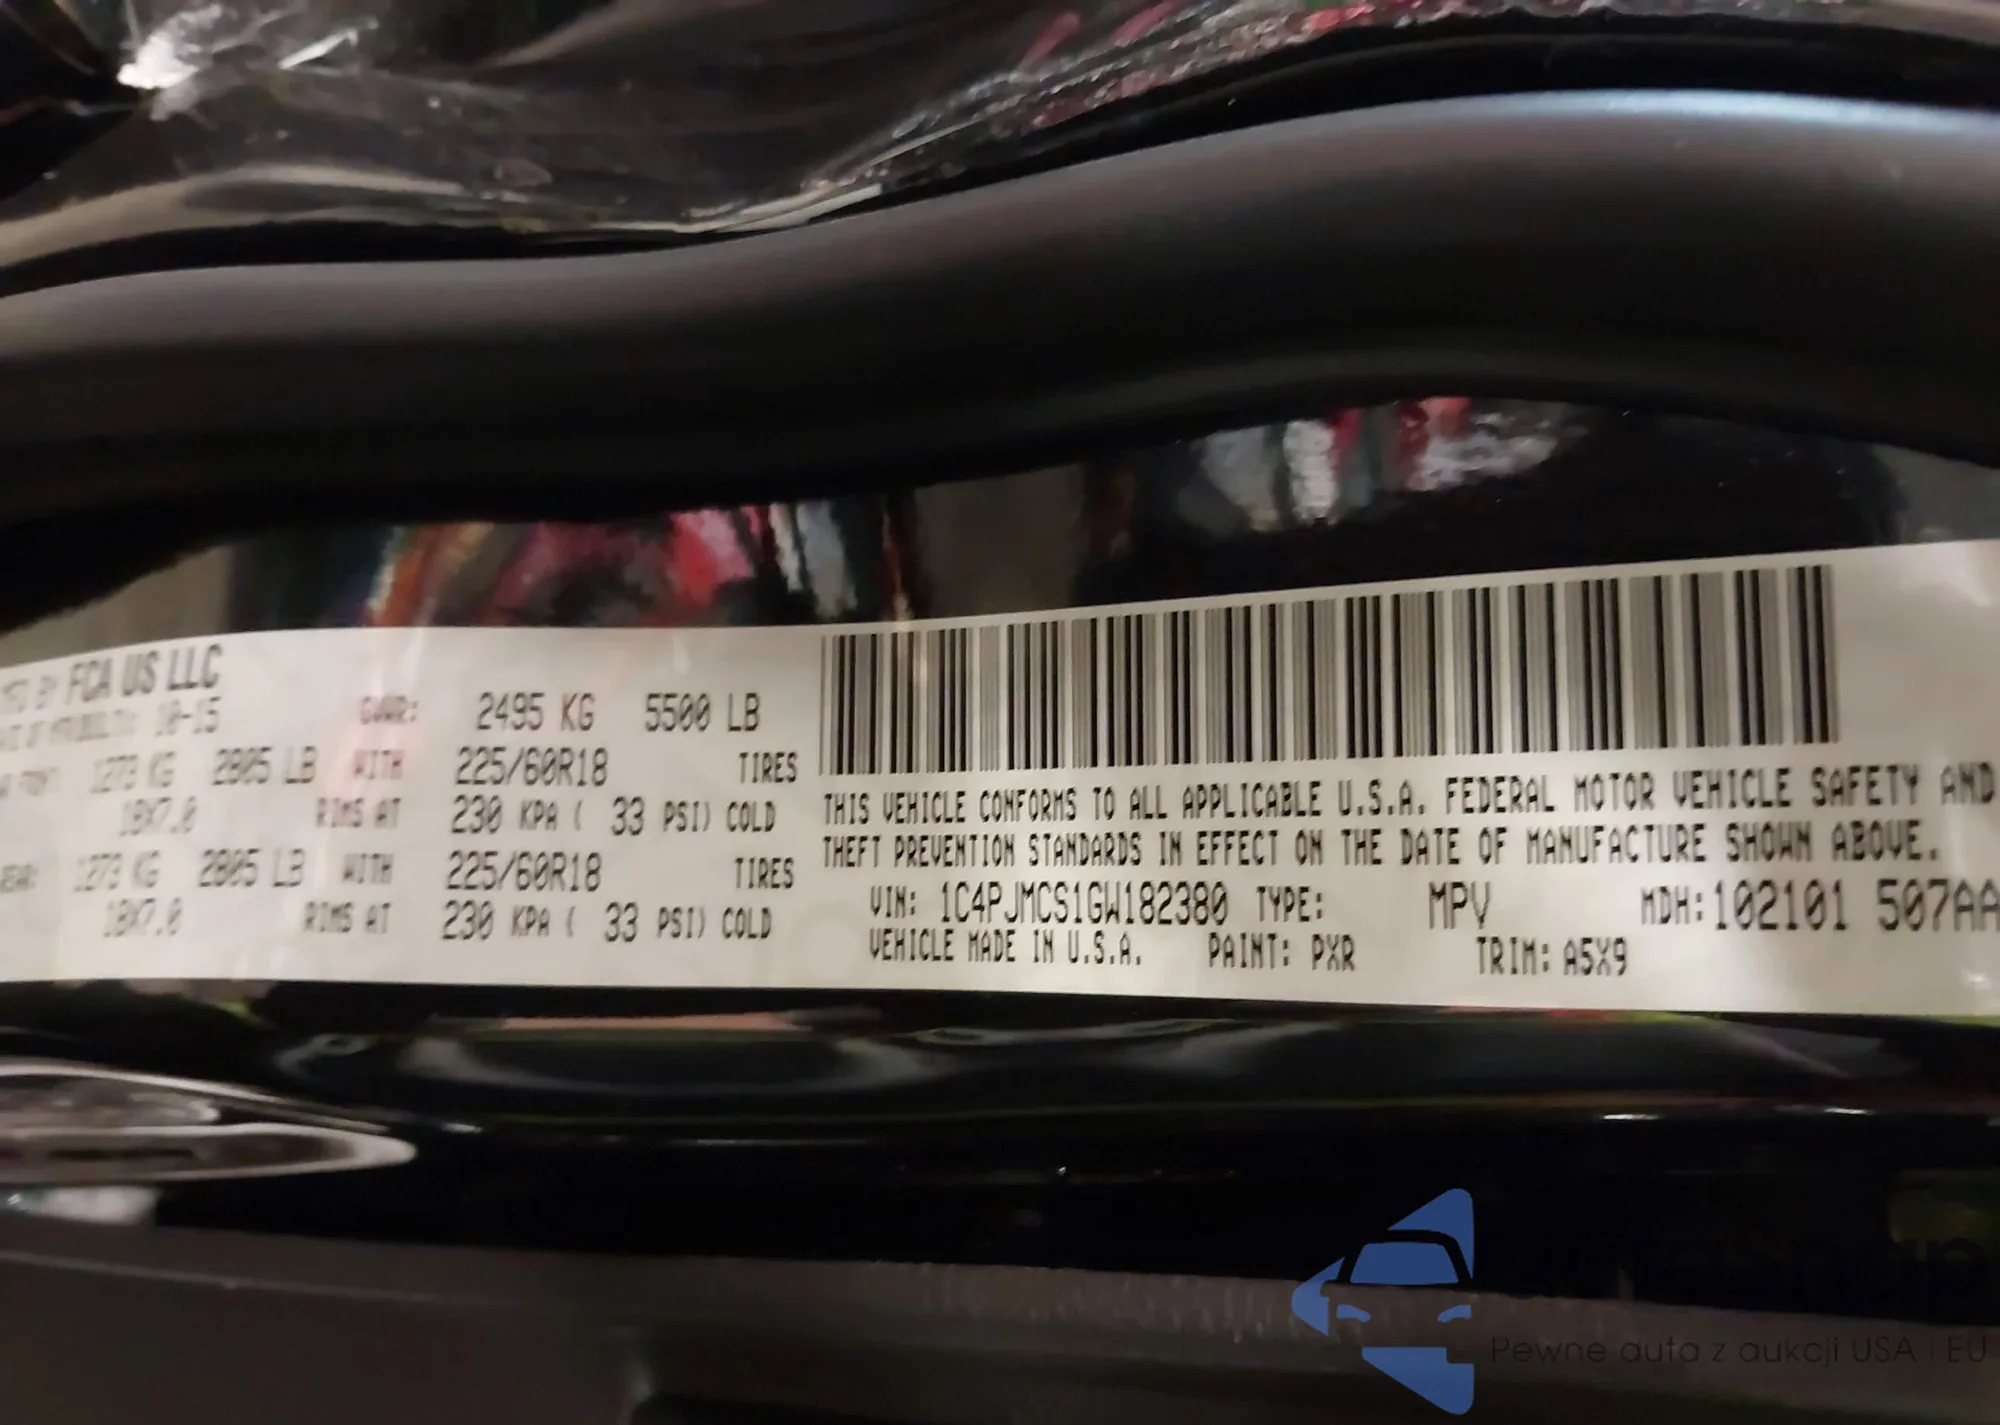 MFD BY FCA US LLC
10-15 GVWR: 2495 KG 5500 LB
1273 KG 2805 LB WITH 225/60R18 TIRES
18X7.0 RIMS AT 230 KPA ( 33 PSI) COLD
1273 KG 2805 LB WITH 225/60R18 TIRES
18X7.0 RIMS AT 230 KPA ( 33 PSI) COLD
THIS VEHICLE CONFORMS TO ALL APPLICABLE U.S.A. FEDERAL MOTOR VEHICLE SAFETY AND
THEFT PREVENTION STANDARDS IN EFFECT ON THE DATE OF MANUFACTURE SHOWN ABOVE.
VIN: 1C4PJMCS1GW182380 TYPE: MPV MDH:102101 507AA
VEHICLE MADE IN U.S.A. PAINT: PXR TRIM: A5X9
Pewne auta z aukcji USA i EU